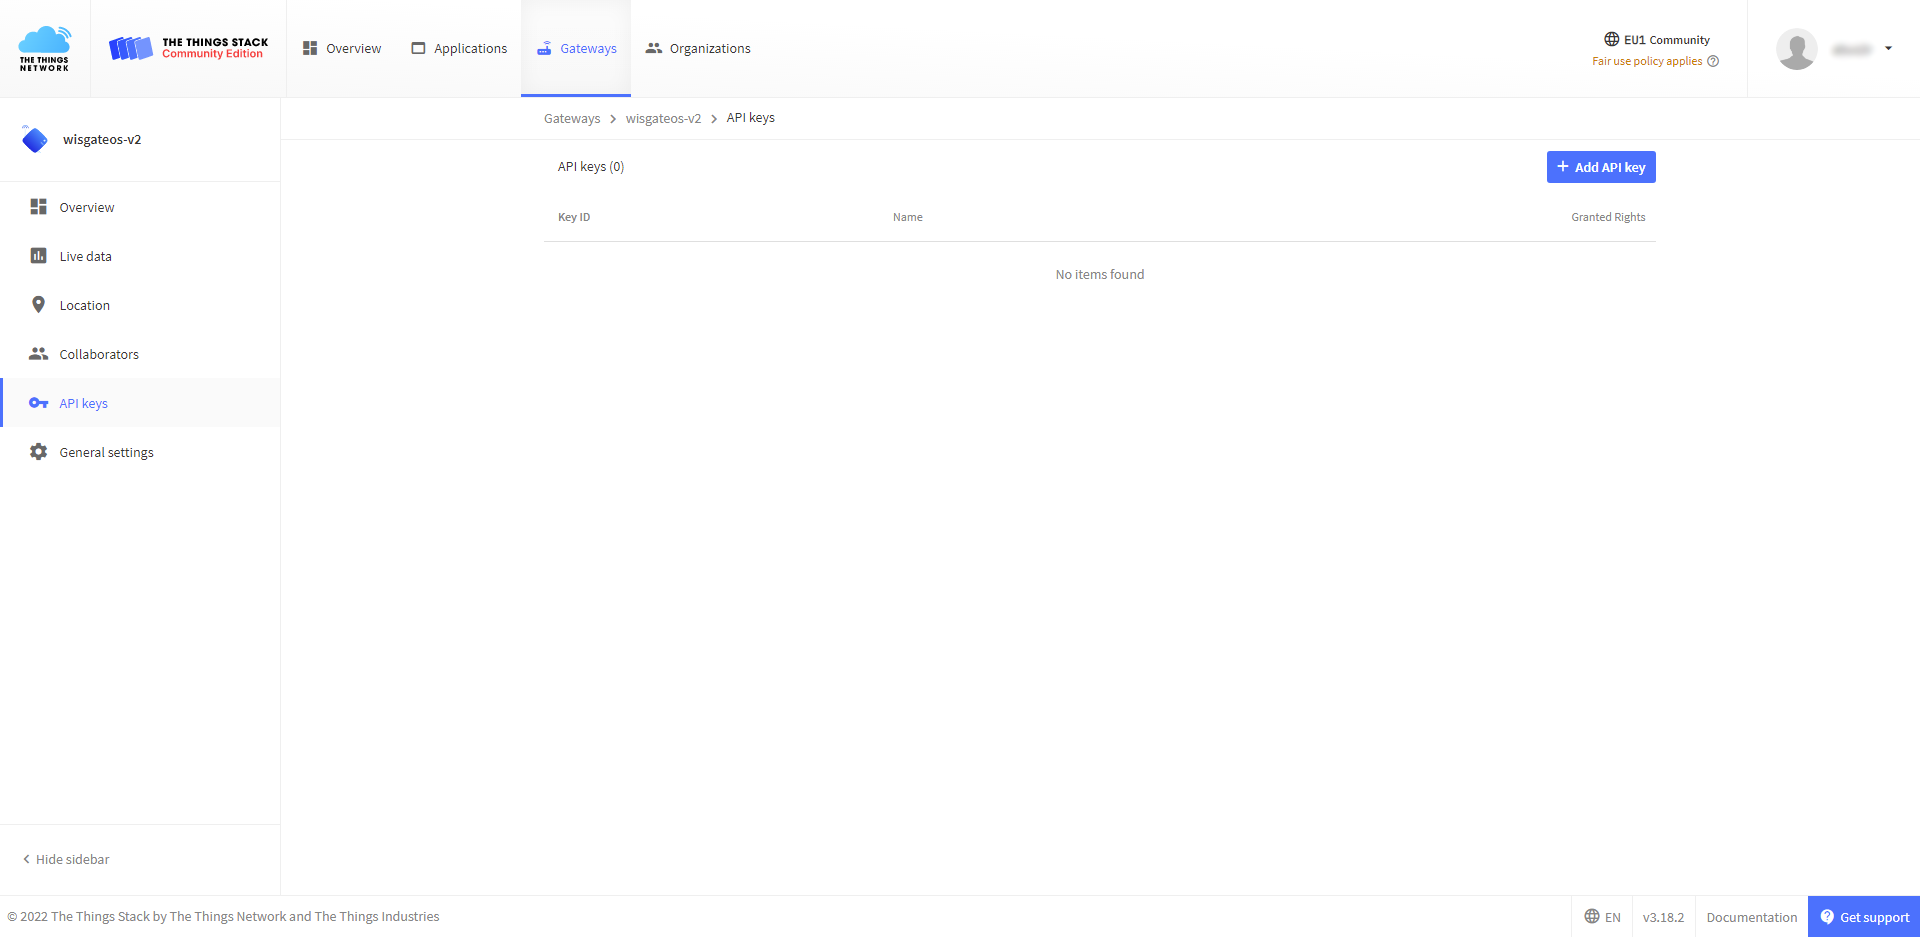 THE THINGS
NETWORK
THE THINGS STACK
Community Edition
Overview
Applications
Gateways
Organizations
EU1 Community
Fair use policy applies
wisgateos-v2
Gateways > wisgateos-v2 > API keys
API keys (0)
+ Add API key
Key ID
Name
Granted Rights
No items found
Overview
Live data
Location
Collaborators
API keys
General settings
< Hide sidebar
© 2022 The Things Stack by The Things Network and The Things Industries
EN
v3.18.2
Documentation
Get support